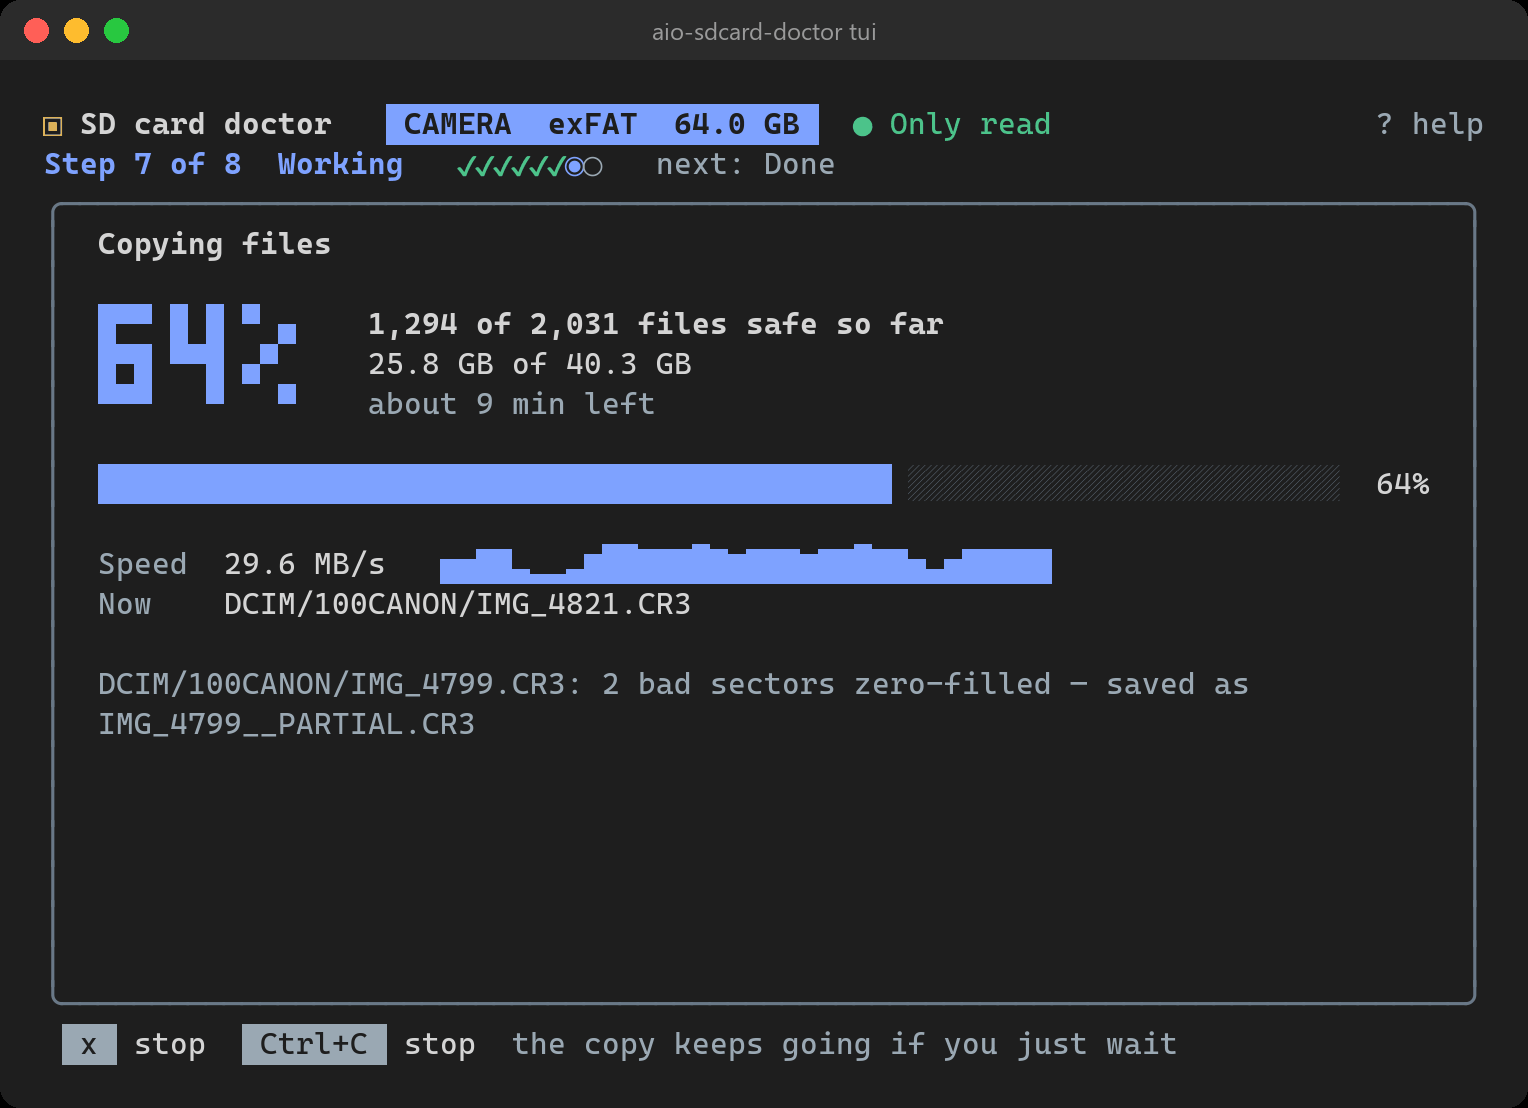 aio-sdcard-doctor tui
▣ SD card doctor CAMERA exFAT 64.0 GB ● Only read ? help
Step 7 of 8 Working ✓✓✓✓✓✓◉○ next: Done
Copying files
64%
1,294 of 2,031 files safe so far
25.8 GB of 40.3 GB
about 9 min left
64%
Speed 29.6 MB/s
Now DCIM/100CANON/IMG_4821.CR3
DCIM/100CANON/IMG_4799.CR3: 2 bad sectors zero-filled — saved as
IMG_4799__PARTIAL.CR3
x stop Ctrl+C stop the copy keeps going if you just wait